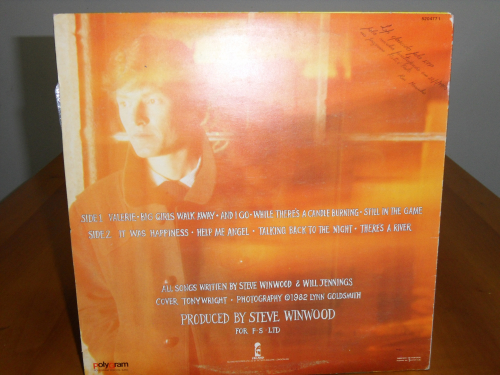 SIDE 1. VALERIE • BIG GIRLS WALK AWAY • AND I GO • WHILE THERE'S A CANDLE BURNING • STILL IN THE GAME
SIDE 2. IT WAS HAPPINESS • HELP ME ANGEL • TALKING BACK TO THE NIGHT • THERE'S A RIVER
ALL SONGS WRITTEN BY STEVE WINWOOD & WILL JENNINGS
COVER TONY WRIGHT • PHOTOGRAPHY ©1982 LYNN GOLDSMITH
PRODUCED BY STEVE WINWOOD
FOR F•S LTD
polygram